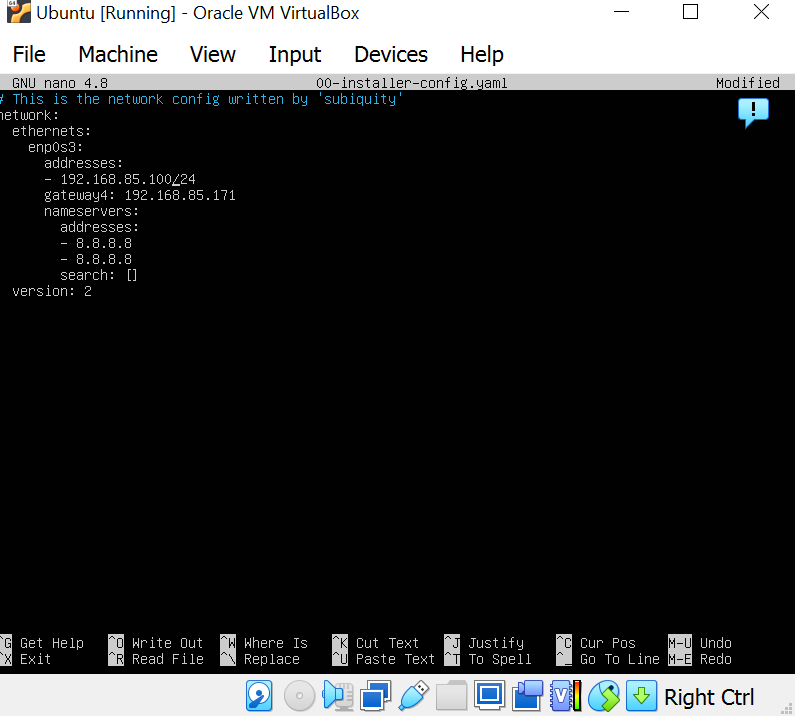 Ubuntu [Running] - Oracle VM VirtualBox
File Machine View Input Devices Help
GNU nano 4.8 00-installer-config.yaml Modified
# This is the network config written by 'subiquity'
network:
  ethernets:
    enp0s3:
      addresses:
      - 192.168.85.100/24
      gateway4: 192.168.85.171
      nameservers:
        addresses:
        - 8.8.8.8
        - 8.8.8.8
        search: []
  version: 2
^G Get Help ^O Write Out ^W Where Is ^K Cut Text ^J Justify ^C Cur Pos M-U Undo
^X Exit ^R Read File ^\ Replace ^U Paste Text ^T To Spell ^_ Go To Line M-E Redo
Right Ctrl